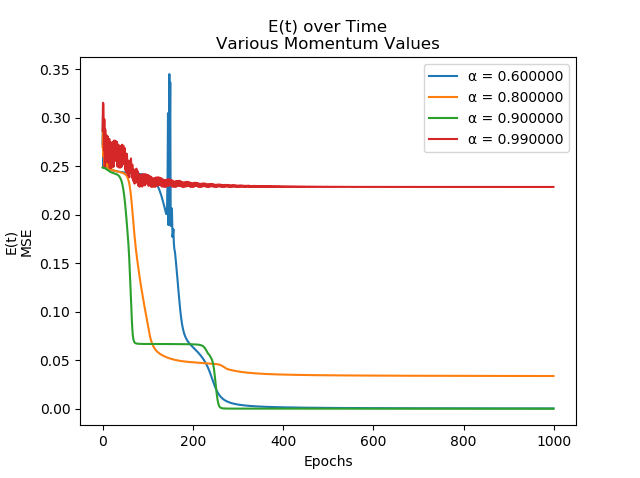 E(t) over Time
Various Momentum Values
α = 0.600000
α = 0.800000
α = 0.900000
α = 0.990000
0.35
0.30
0.25
0.20
0.15
0.10
0.05
0.00
E(t)
MSE
0 200 400 600 800 1000
Epochs